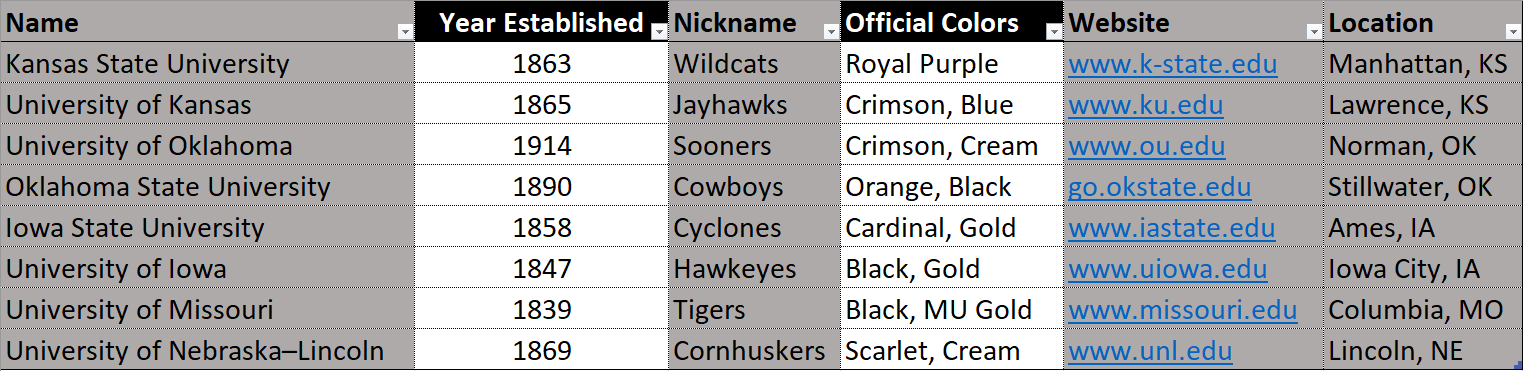 Name Year Established Nickname Official Colors Website Location
Kansas State University 1863 Wildcats Royal Purple www.k-state.edu Manhattan, KS
University of Kansas 1865 Jayhawks Crimson, Blue www.ku.edu Lawrence, KS
University of Oklahoma 1914 Sooners Crimson, Cream www.ou.edu Norman, OK
Oklahoma State University 1890 Cowboys Orange, Black go.okstate.edu Stillwater, OK
Iowa State University 1858 Cyclones Cardinal, Gold www.iastate.edu Ames, IA
University of Iowa 1847 Hawkeyes Black, Gold www.uiowa.edu Iowa City, IA
University of Missouri 1839 Tigers Black, MU Gold www.missouri.edu Columbia, MO
University of Nebraska–Lincoln 1869 Cornhuskers Scarlet, Cream www.unl.edu Lincoln, NE